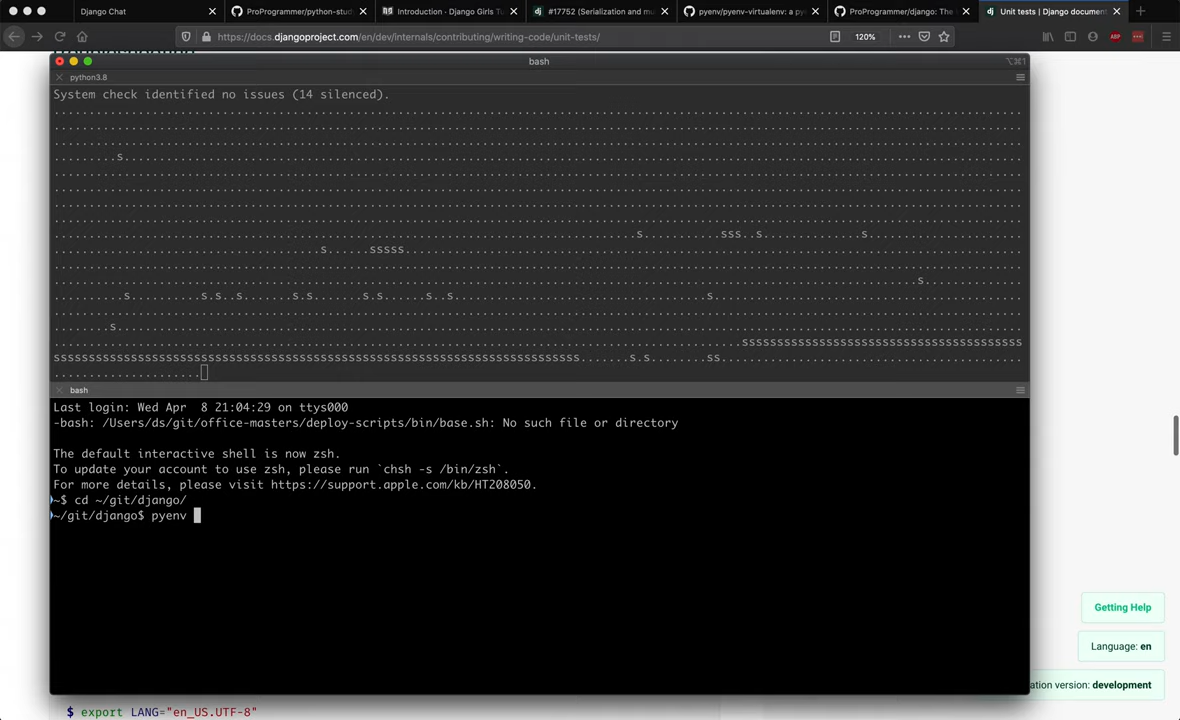 Django Chat
ProProgrammer/python-stud
Introduction · Django Girls Tu
#17752 (Serialization and mu
pyenv/pyenv-virtualenv: a py
ProProgrammer/django: The
Unit tests | Django document
https://docs.djangoproject.com/en/dev/internals/contributing/writing-code/unit-tests/
120%
ABP
bash
⌥⌘1
python3.8
System check identified no issues (14 silenced).
bash
Last login: Wed Apr  8 21:04:29 on ttys000
-bash: /Users/ds/git/office-masters/deploy-scripts/bin/base.sh: No such file or directory
The default interactive shell is now zsh.
To update your account to use zsh, please run `chsh -s /bin/zsh`.
For more details, please visit https://support.apple.com/kb/HT208050.
~$ cd ~/git/django/
~/git/django$ pyenv
Getting Help
Language: en
ation version: development
$ export LANG="en_US.UTF-8"